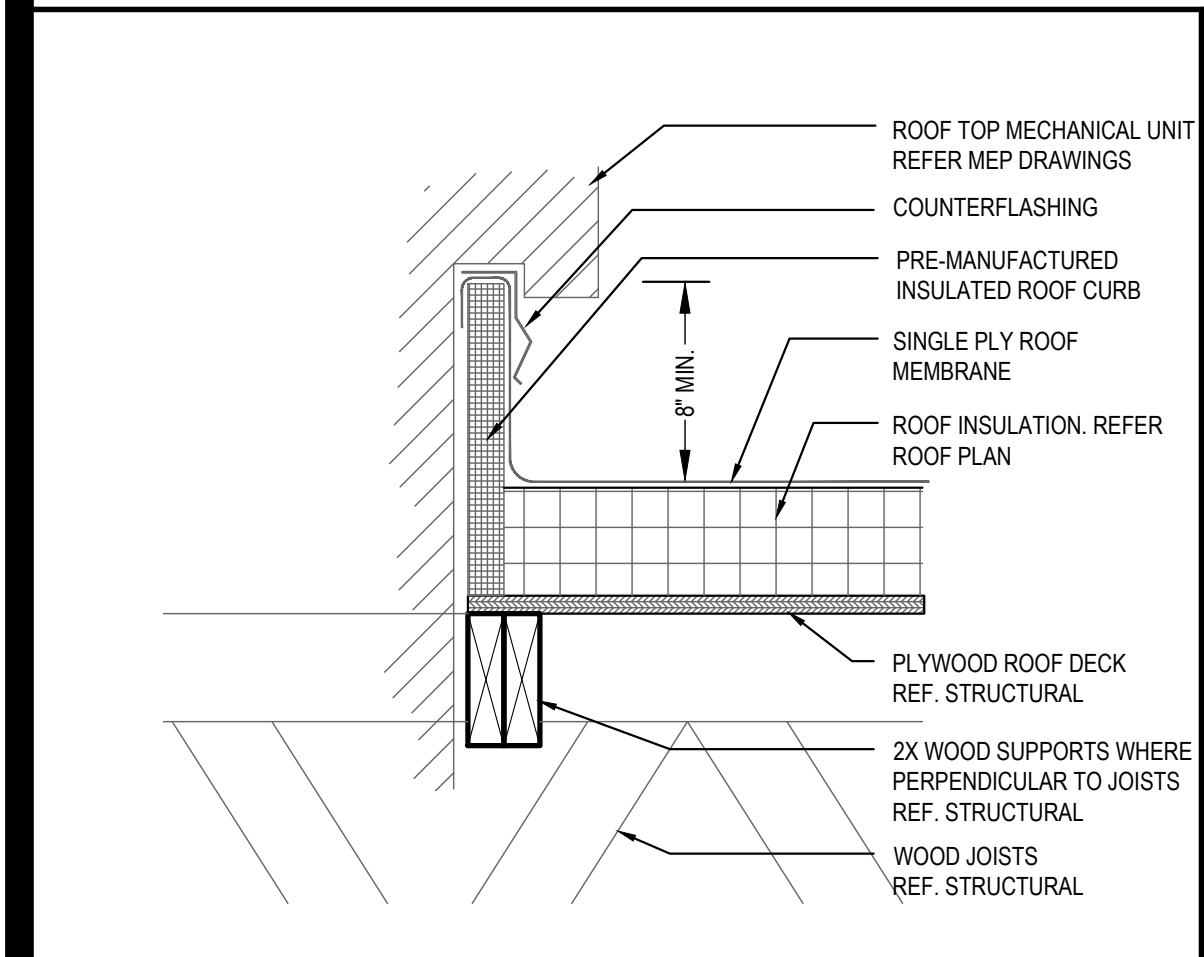 ROOF TOP MECHANICAL UNIT
REFER MEP DRAWINGS
COUNTERFLASHING
PRE-MANUFACTURED
INSULATED ROOF CURB
8" MIN.
SINGLE PLY ROOF
MEMBRANE
ROOF INSULATION. REFER
ROOF PLAN
PLYWOOD ROOF DECK
REF. STRUCTURAL
2X WOOD SUPPORTS WHERE
PERPENDICULAR TO JOISTS
REF. STRUCTURAL
WOOD JOISTS
REF. STRUCTURAL